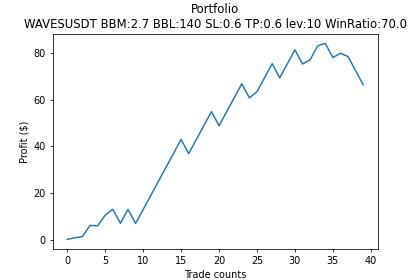 Portfolio
WAVESUSDT BBM:2.7 BBL:140 SL:0.6 TP:0.6 lev:10 WinRatio:70.0
80
60
40
20
0
Profit ($)
0 5 10 15 20 25 30 35 40
Trade counts